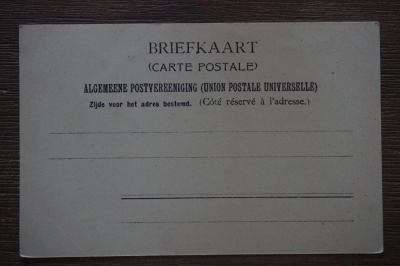 BRIEFKAART
(CARTE POSTALE)
ALGEMEENE POSTVEREENIGING (UNION POSTALE UNIVERSELLE)
Zijde voor het adres bestemd. (Côté réservé à l'adresse.)